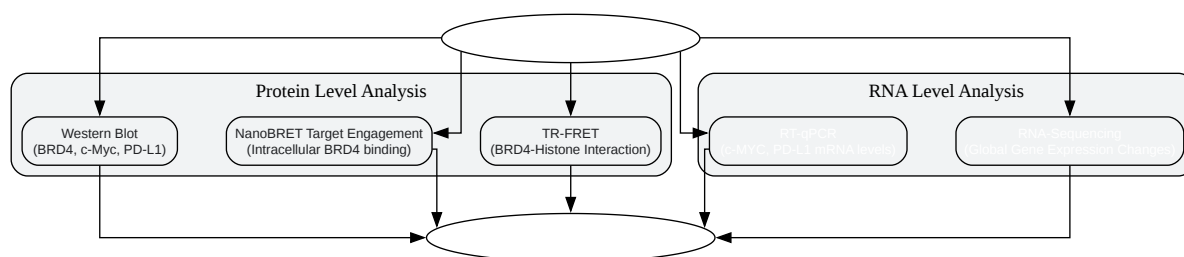 Protein Level Analysis
RNA Level Analysis
Western Blot
(BRD4, c-Myc, PD-L1)
NanoBRET Target Engagement
(Intracellular BRD4 binding)
TR-FRET
(BRD4-Histone Interaction)
RT-qPCR
(c-MYC, PD-L1 mRNA levels)
RNA-Sequencing
(Global Gene Expression Changes)